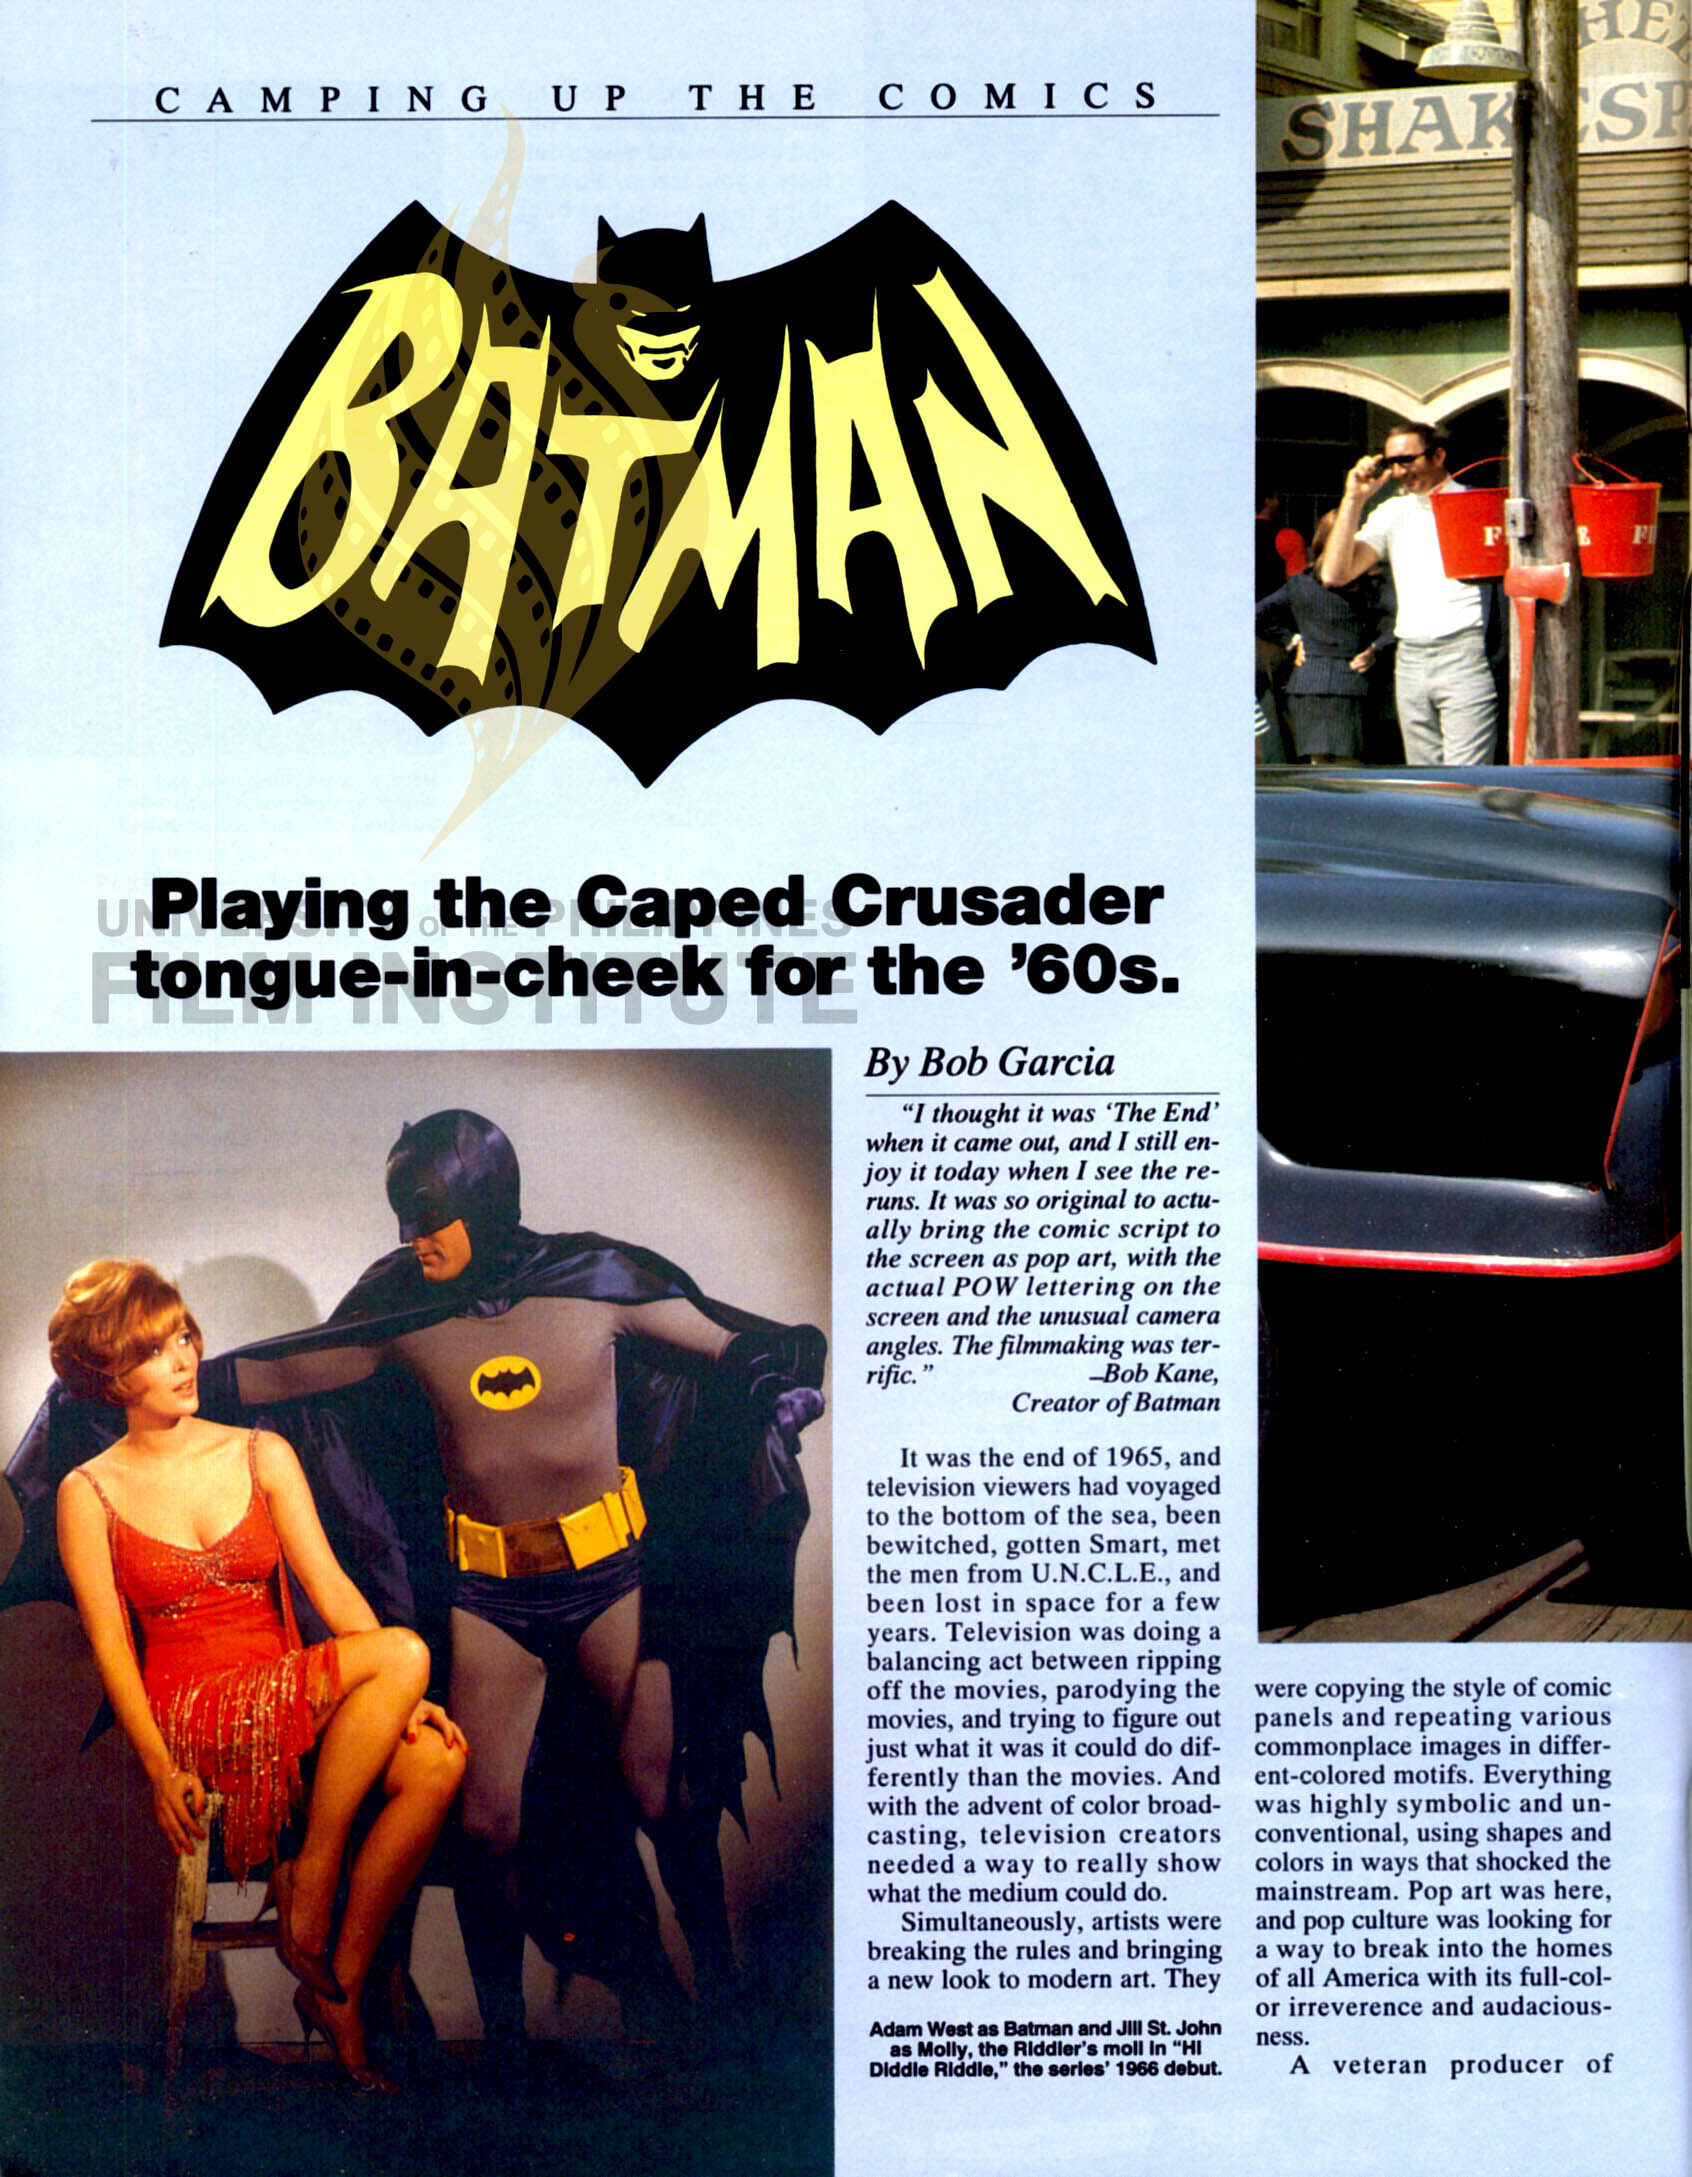 CAMPING UP THE COMICS
BATMAN
Playing the Caped Crusader
tongue-in-cheek for the ’60s.
UNIVERSITY OF THE PHILIPPINES
FILM INSTITUTE
By Bob Garcia
“I thought it was ‘The End’
when it came out, and I still en-
joy it today when I see the re-
runs. It was so original to actu-
ally bring the comic script to
the screen as pop art, with the
actual POW lettering on the
screen and the unusual camera
angles. The filmmaking was ter-
rific.” –Bob Kane,
Creator of Batman
It was the end of 1965, and
television viewers had voyaged
to the bottom of the sea, been
bewitched, gotten Smart, met
the men from U.N.C.L.E., and
been lost in space for a few
years. Television was doing a
balancing act between ripping
off the movies, parodying the
movies, and trying to figure out
just what it was it could do dif-
ferently than the movies. And
with the advent of color broad-
casting, television creators
needed a way to really show
what the medium could do.
Simultaneously, artists were
breaking the rules and bringing
a new look to modern art. They
Adam West as Batman and Jill St. John
as Molly, the Riddler’s moll in “Hi
Diddle Riddle,” the series’ 1966 debut.
SHAKESP
were copying the style of comic
panels and repeating various
commonplace images in differ-
ent-colored motifs. Everything
was highly symbolic and un-
conventional, using shapes and
colors in ways that shocked the
mainstream. Pop art was here,
and pop culture was looking for
a way to break into the homes
of all America with its full-col-
or irreverence and audacious-
ness.
A veteran producer of